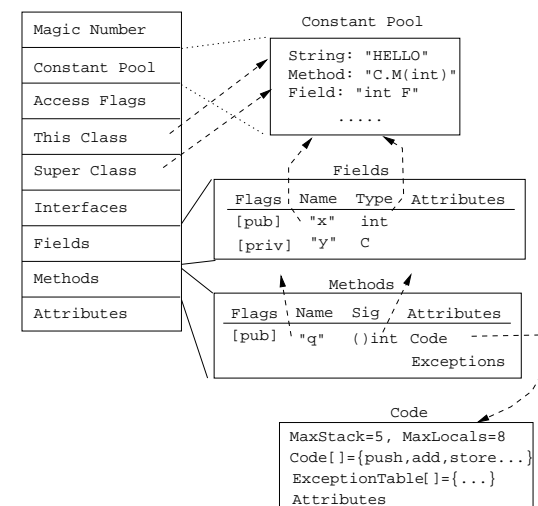 Magic Number
Constant Pool
Access Flags
This Class
Super Class
Interfaces
Fields
Methods
Attributes
Constant Pool
String: "HELLO"
Method: "C.M(int)"
Field: "int F"
.....
Fields
Flags Name Type Attributes
[pub] "x" int
[priv] "y" C
Methods
Flags Name Sig Attributes
[pub] "q" ()int Code
Exceptions
Code
MaxStack=5, MaxLocals=8
Code[]={push,add,store...}
ExceptionTable[]={...}
Attributes